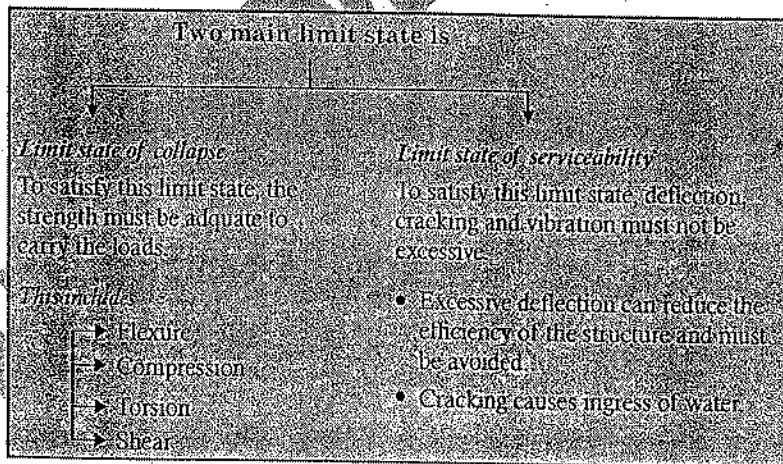 Two main limit state is
Limit state of collapse
To satisfy this limit state, the
strength must be adquate to
carry the loads.
This includes
Flexure
Compression
Torsion
Shear
Limit state of serviceability
To satisfy this limit state, deflection,
cracking and vibration must not be
excessive.
• Excessive deflection can reduce the
efficiency of the structure and must
be avoided.
• Cracking causes ingress of water